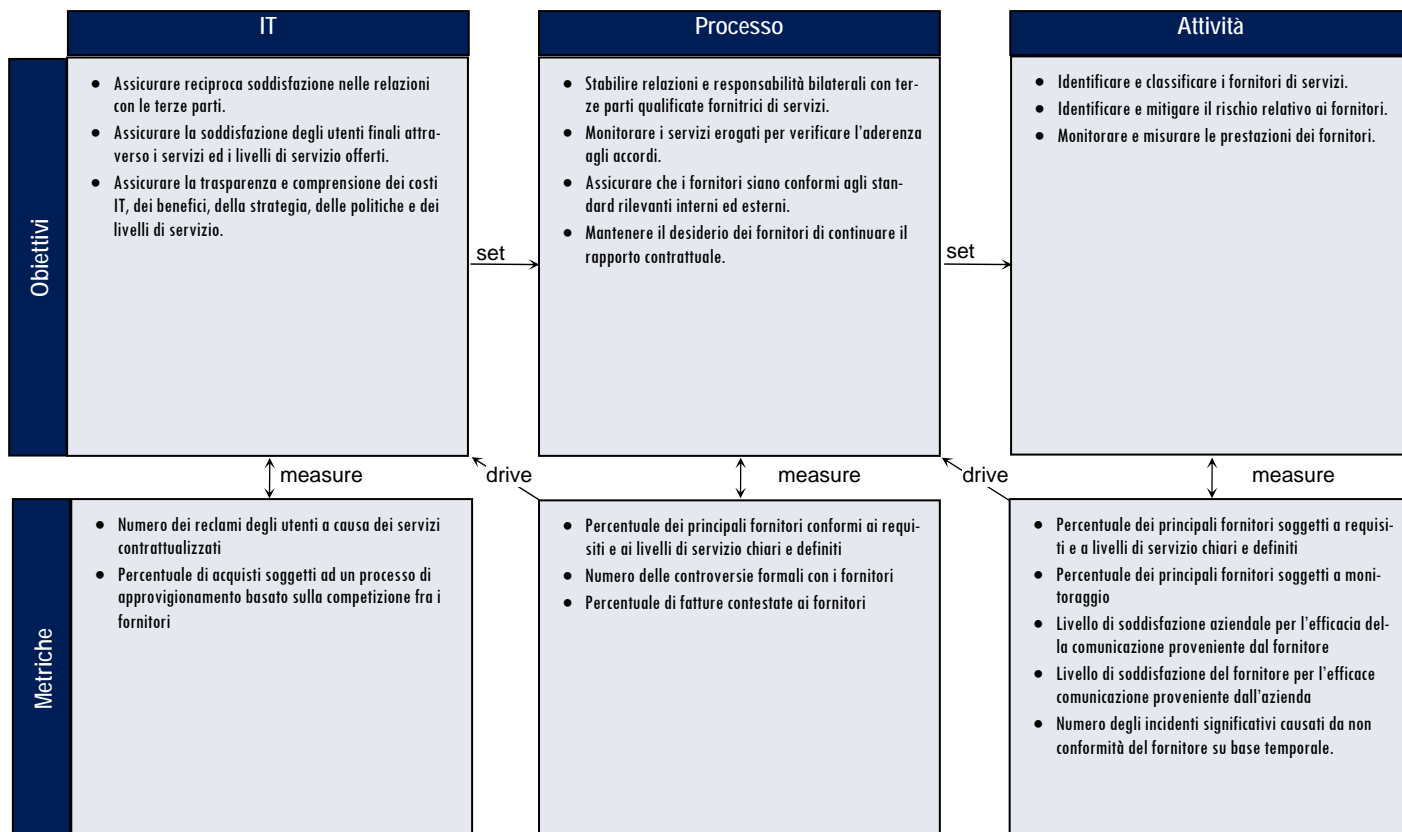 IT
Processo
Attività
Obiettivi
• Assicurare reciproca soddisfazione nelle relazioni
con le terze parti.
• Assicurare la soddisfazione degli utenti finali attra-
verso i servizi ed i livelli di servizio offerti.
• Assicurare la trasparenza e comprensione dei costi
IT, dei benefici, della strategia, delle politiche e dei
livelli di servizio.
set
• Stabilire relazioni e responsabilità bilaterali con ter-
ze parti qualificate fornitrici di servizi.
• Monitorare i servizi erogati per verificare l'aderenza
agli accordi.
• Assicurare che i fornitori siano conformi agli stan-
dard rilevanti interni ed esterni.
• Mantenere il desiderio dei fornitori di continuare il
rapporto contrattuale.
set
• Identificare e classificare i fornitori di servizi.
• Identificare e mitigare il rischio relativo ai fornitori.
• Monitorare e misurare le prestazioni dei fornitori.
measure
drive
measure
drive
measure
Metriche
• Numero dei reclami degli utenti a causa dei servizi
contrattualizzati
• Percentuale di acquisti soggetti ad un processo di
approvigionamento basato sulla competizione fra i
fornitori
• Percentuale dei principali fornitori conformi ai requi-
siti e ai livelli di servizio chiari e definiti
• Numero delle controversie formali con i fornitori
• Percentuale di fatture contestate ai fornitori
• Percentuale dei principali fornitori soggetti a requisi-
ti e a livelli di servizio chiari e definiti
• Percentuale dei principali fornitori soggetti a moni-
toraggio
• Livello di soddisfazione aziendale per l'efficacia del-
la comunicazione proveniente dal fornitore
• Livello di soddisfazione del fornitore per l'efficace
comunicazione proveniente dall'azienda
• Numero degli incidenti significativi causati da non
conformità del fornitore su base temporale.